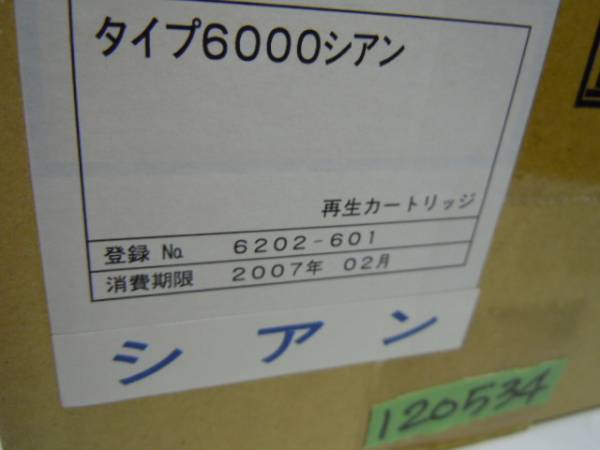 タイプ6000シアン
再生カートリッジ
登録 № 6202-601
消費期限 2007年 02月
シアン
120534